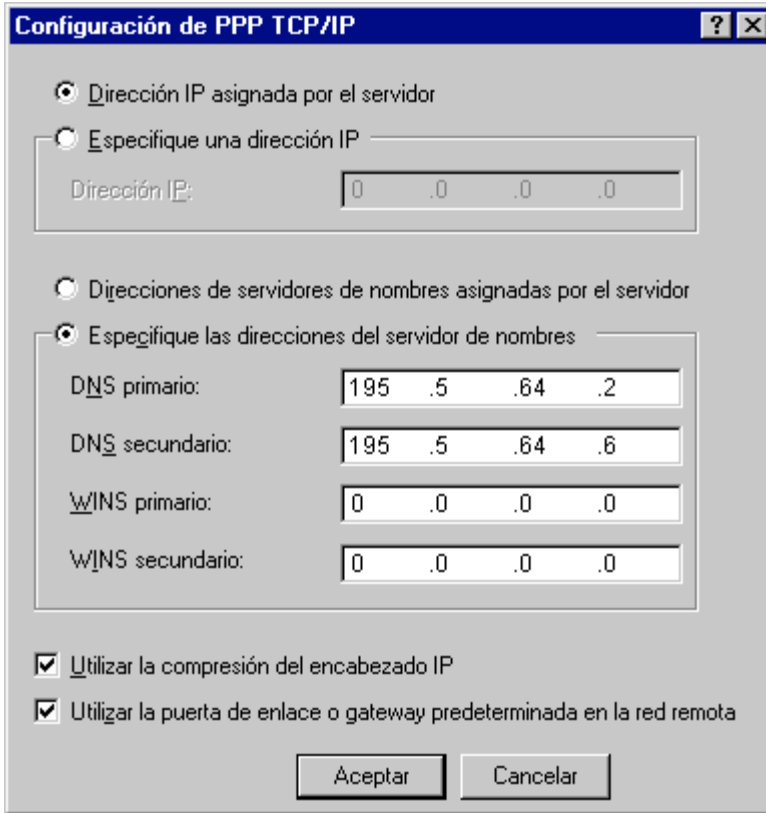 Configuración de PPP TCP/IP
Dirección IP asignada por el servidor
Especifique una dirección IP
Dirección IP: 0 .0 .0 .0
Direcciones de servidores de nombres asignadas por el servidor
Especifique las direcciones del servidor de nombres
DNS primario: 195 .5 .64 .2
DNS secundario: 195 .5 .64 .6
WINS primario: 0 .0 .0 .0
WINS secundario: 0 .0 .0 .0
Utilizar la compresión del encabezado IP
Utilizar la puerta de enlace o gateway predeterminada en la red remota
Aceptar Cancelar